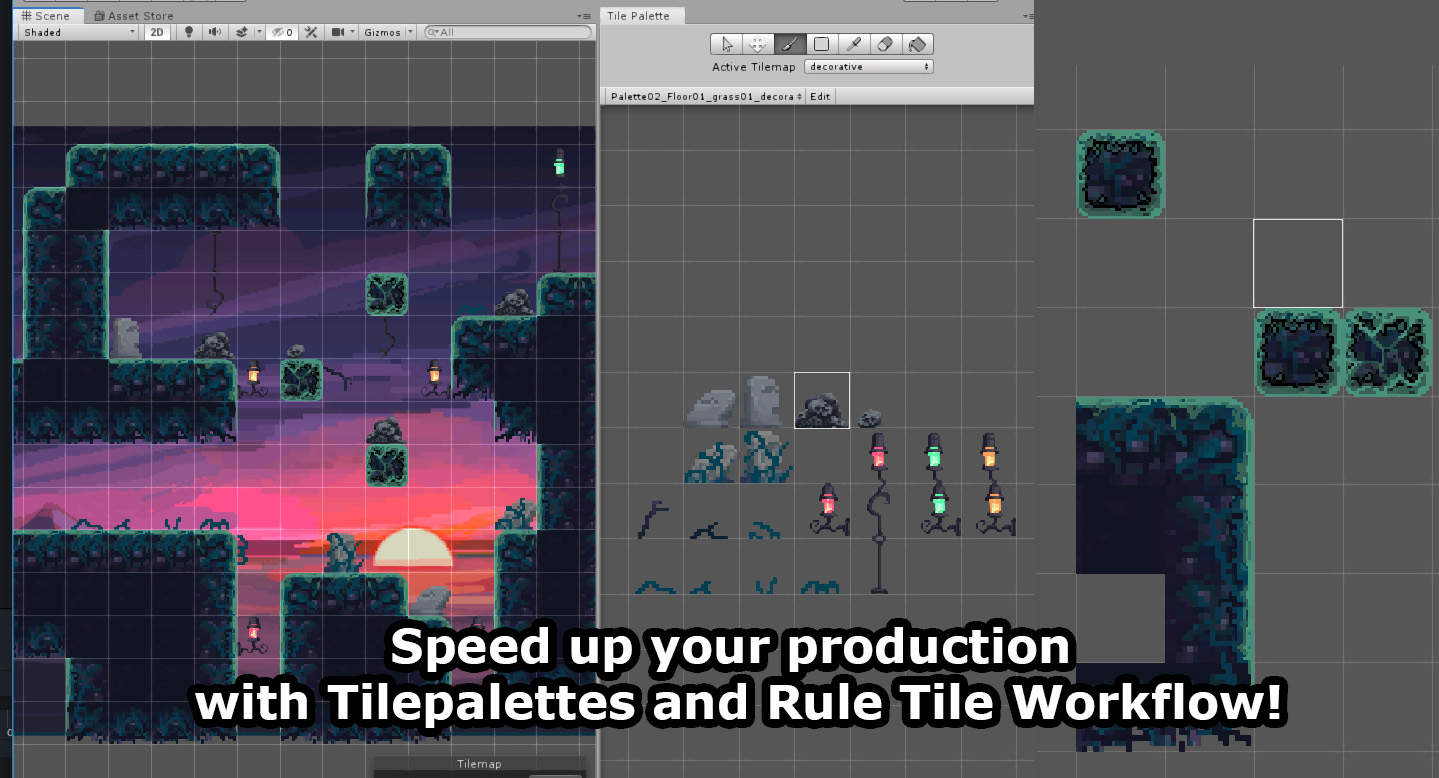 Scene
Asset Store
Tile Palette
Shaded
2D
0
Gizmos
All
Active Tilemap
decorative
Palette02_Floor01_grass01_decora
Edit
Speed up your production
with Tilepalettes and Rule Tile Workflow!
Tilemap